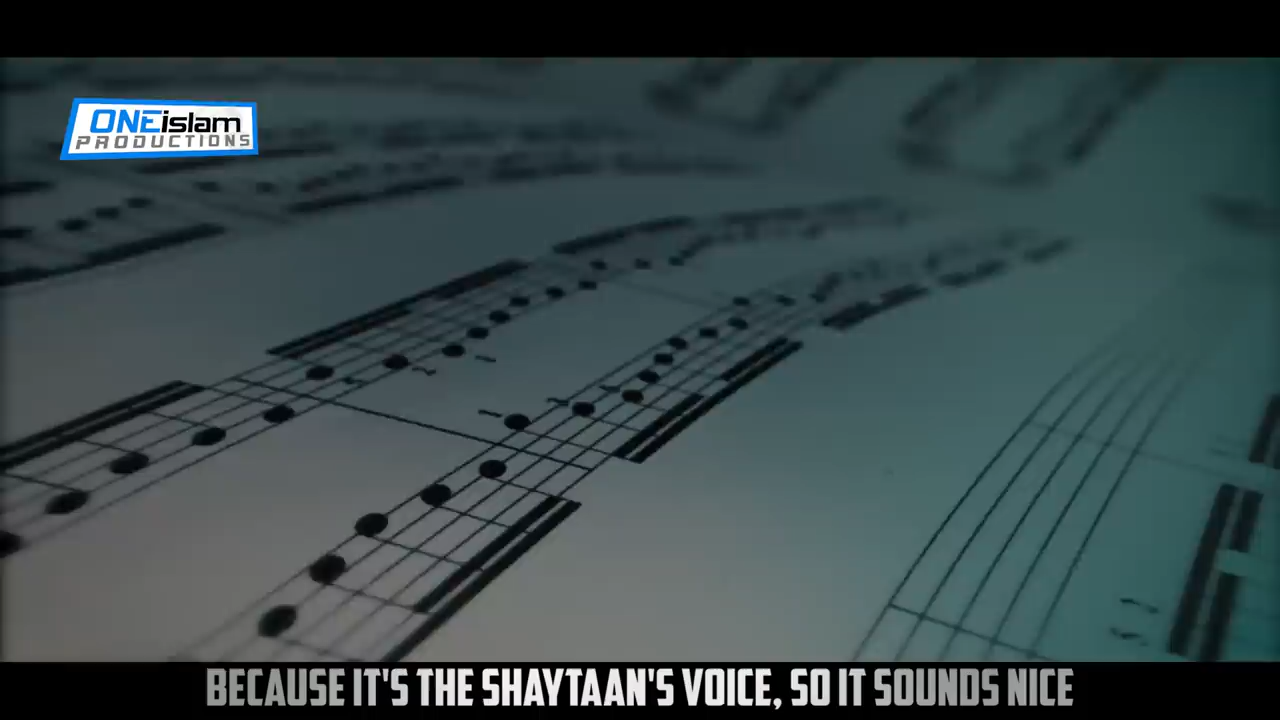 ONEislam
PRODUCTIONS
BECAUSE IT'S THE SHAYTAAN'S VOICE, SO IT SOUNDS NICE